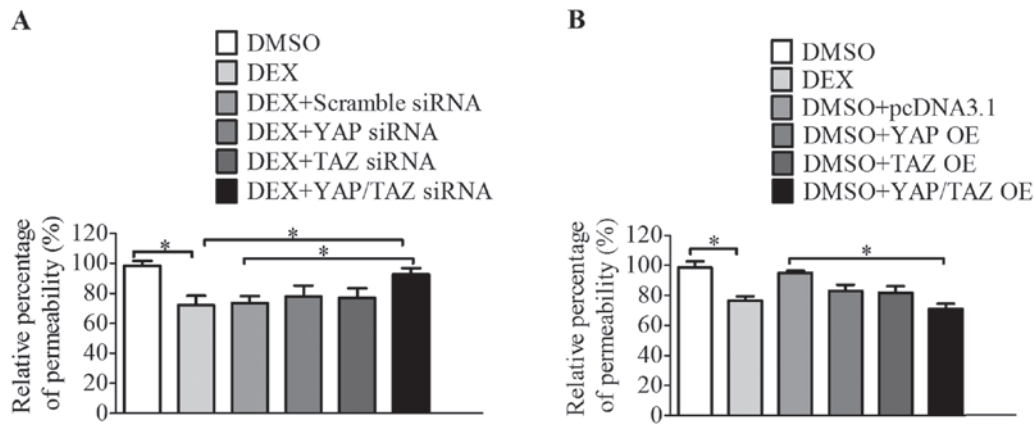 A
DMSO
DEX
DEX+Scramble siRNA
DEX+YAP siRNA
DEX+TAZ siRNA
DEX+YAP/TAZ siRNA
Relative percentage
of permeability (%)
120
100
80
60
40
20
0
*
*
*
B
DMSO
DEX
DMSO+pcDNA3.1
DMSO+YAP OE
DMSO+TAZ OE
DMSO+YAP/TAZ OE
Relative percentage
of permeability (%)
120
100
80
60
40
20
0
*
*